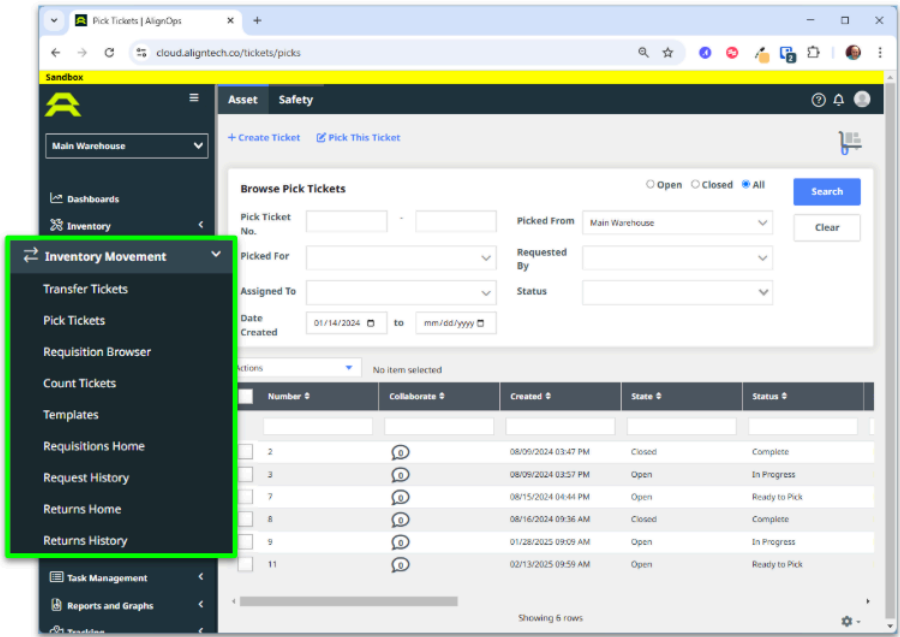 Pick Tickets | AlignOps
cloud.aligntech.co/tickets/picks
Sandbox
Asset Safety
Main Warehouse
+ Create Ticket Pick This Ticket
Browse Pick Tickets
Open Closed All
Search
Clear
Pick Ticket No. -
Picked From Main Warehouse
Picked For
Requested By
Assigned To
Status
Date Created 01/14/2024 to mm/dd/yyyy
Dashboards
Inventory
Inventory Movement
Transfer Tickets
Pick Tickets
Requisition Browser
Count Tickets
Templates
Requisitions Home
Request History
Returns Home
Returns History
Task Management
Reports and Graphs
Tracking
No item selected
Number Collaborate Created State Status
2 0 08/09/2024 03:47 PM Closed Complete
3 0 08/09/2024 03:57 PM Open In Progress
7 0 08/15/2024 04:44 PM Open Ready to Pick
8 0 08/16/2024 09:36 AM Closed Complete
9 0 01/28/2025 09:09 AM Open In Progress
11 0 02/13/2025 09:59 AM Open Ready to Pick
Showing 6 rows